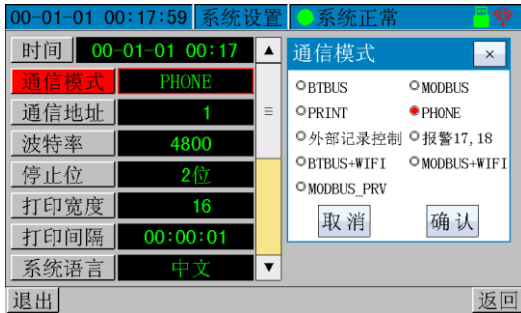 00-01-01 00:17:59 系统设置 系统正常
时间 00-01-01 00:17
通信模式 PHONE
通信地址 1
波特率 4800
停止位 2位
打印宽度 16
打印间隔 00:00:01
系统语言 中文
通信模式 ×
BTBUS MODBUS
PRINT PHONE
外部记录控制 报警17,18
BTBUS+WIFI MODBUS+WIFI
MODBUS_PRV
取消 确认
退出 返回